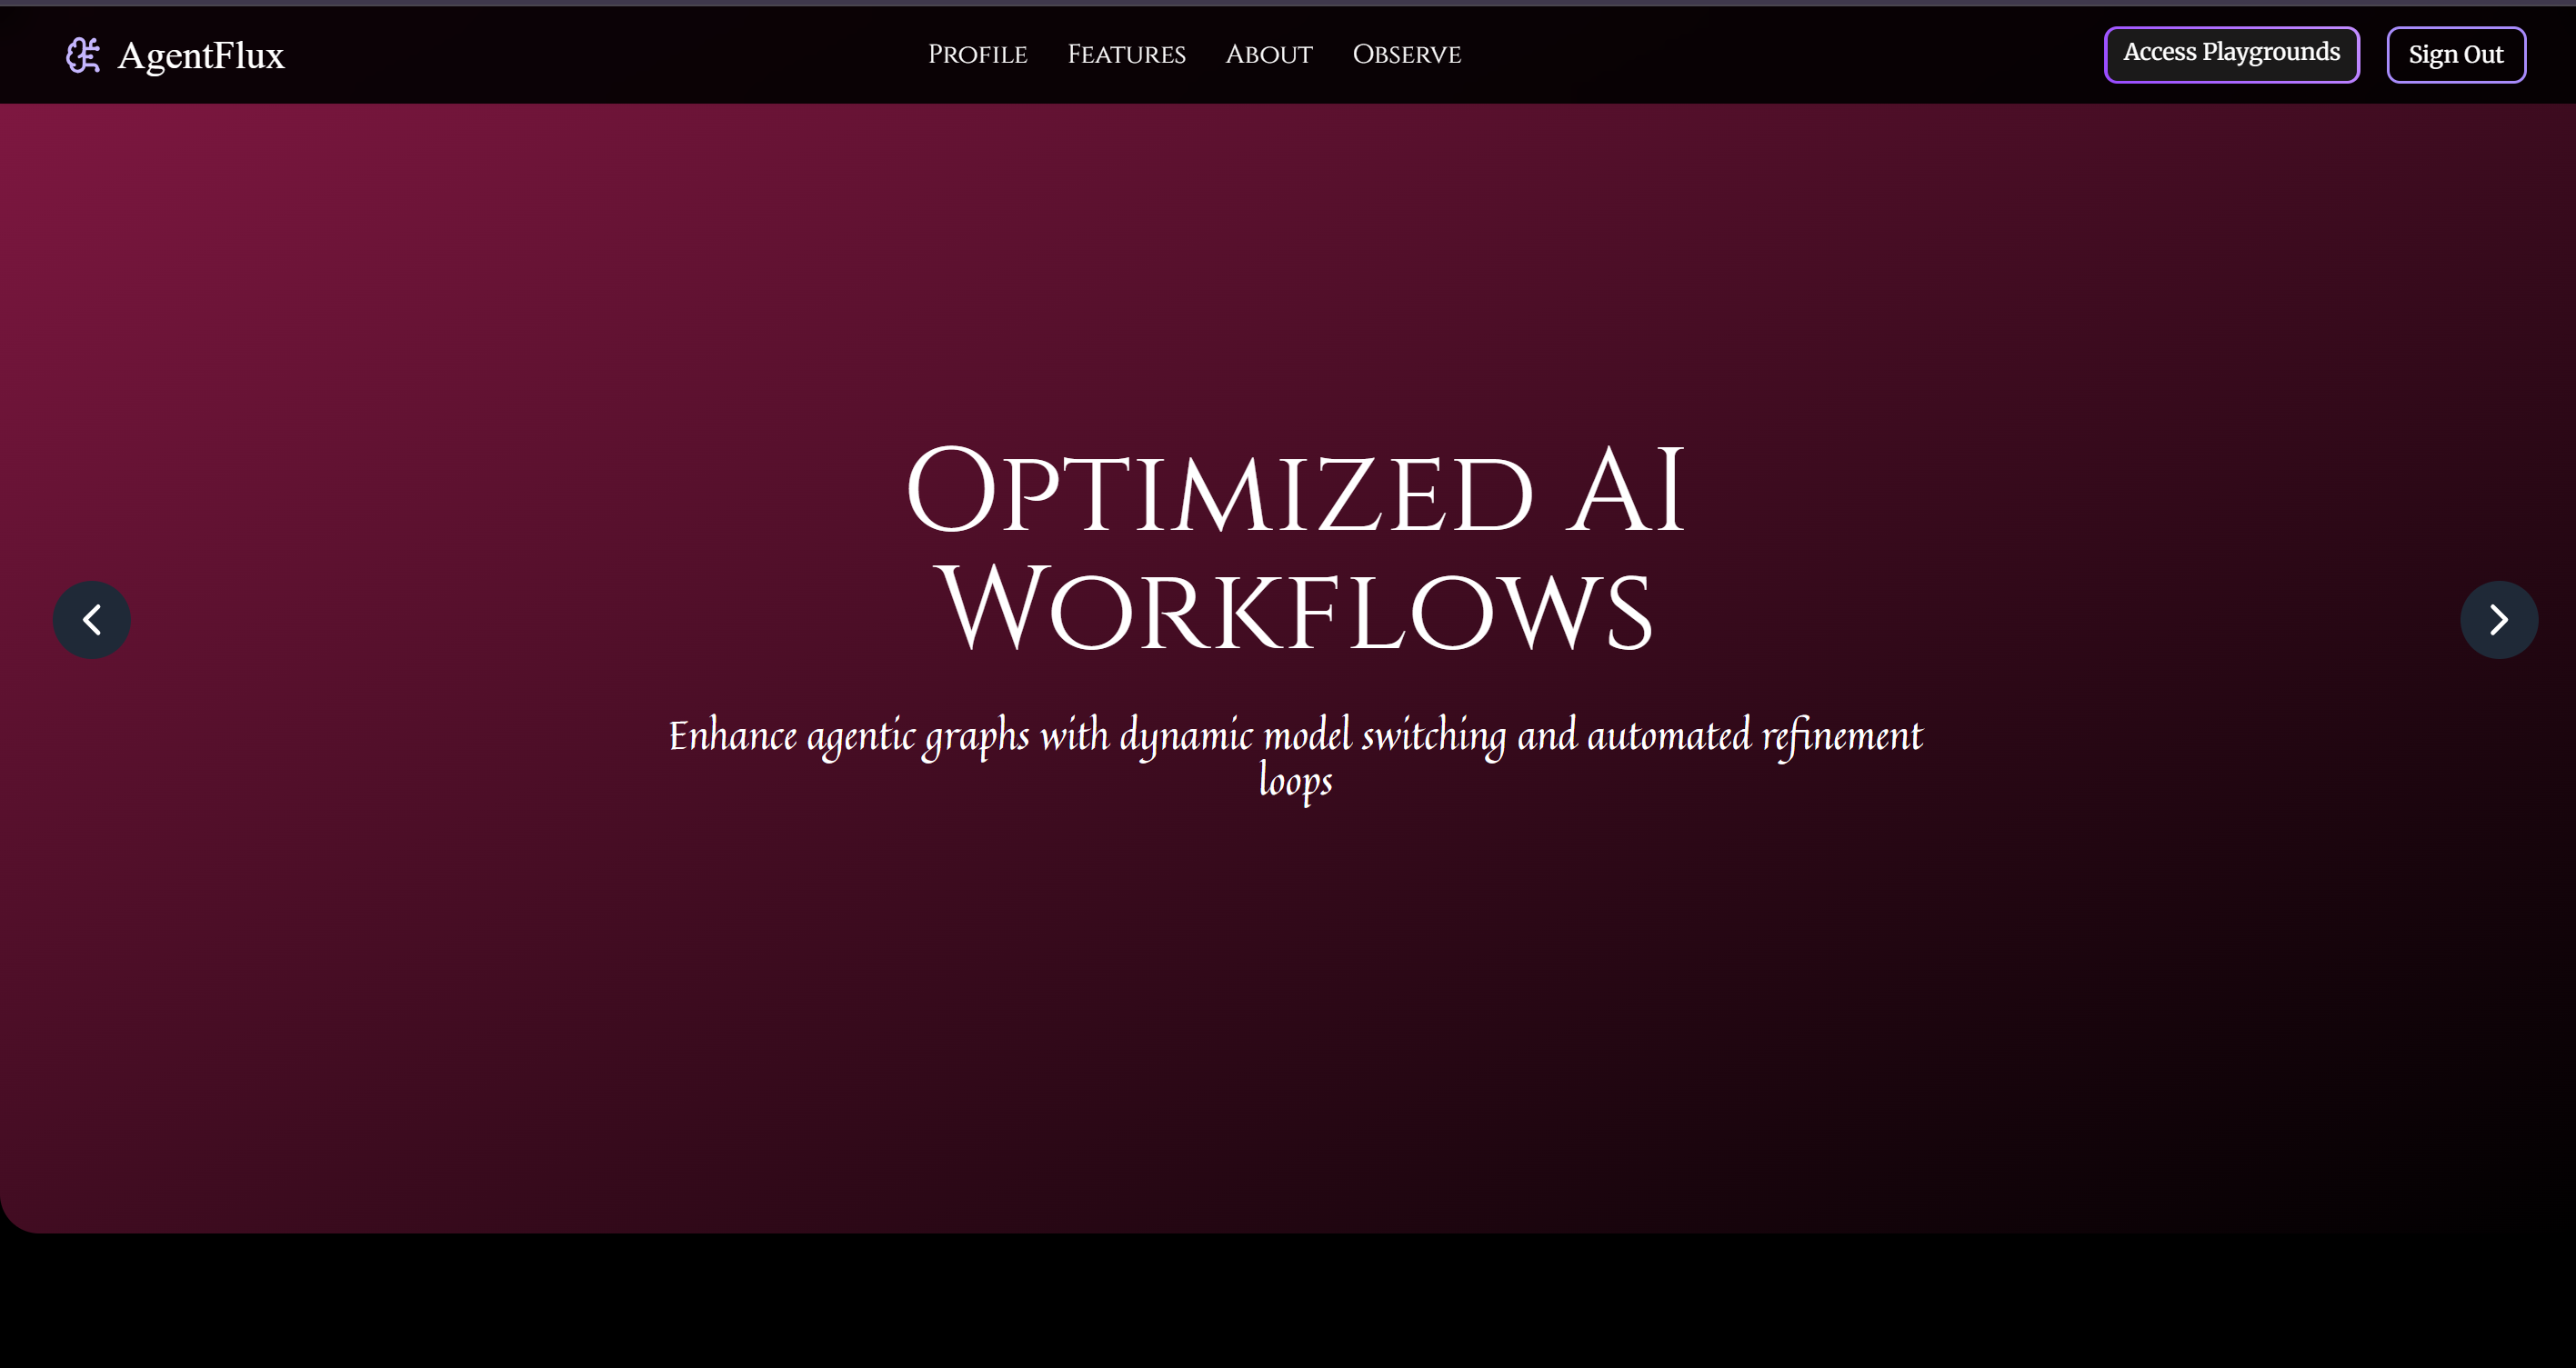 AgentFlux
Profile Features About Observe
Access Playgrounds
Sign Out
Optimized AI
Workflows
Enhance agentic graphs with dynamic model switching and automated refinement
loops